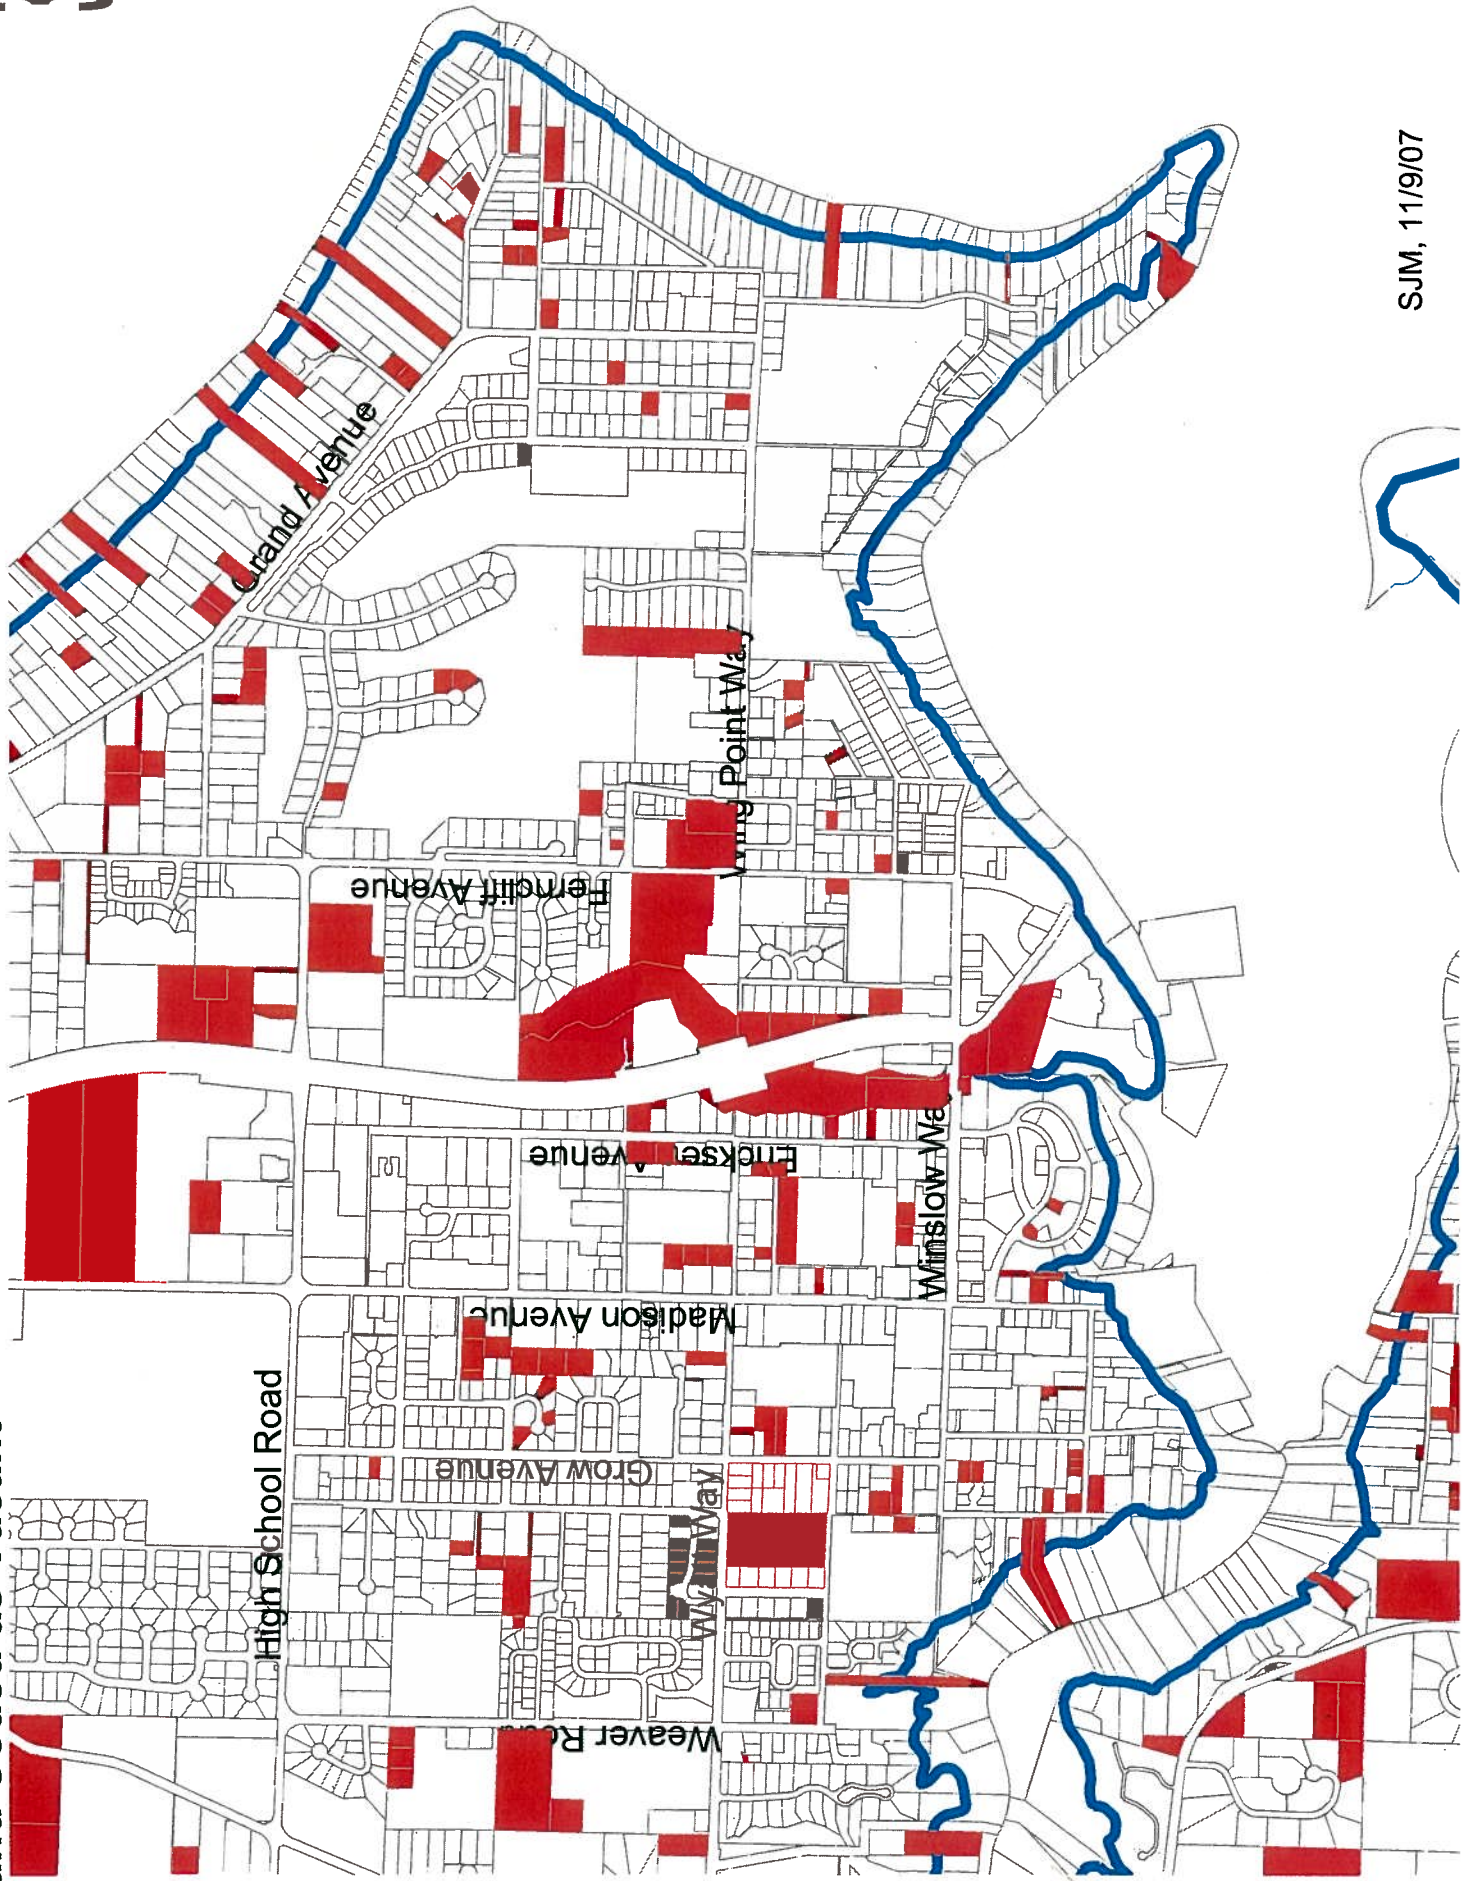 Grand Avenue
Wing Point Way
Ferncliff Avenue
Ericksen Avenue
Winslow Way
Madison Avenue
High School Road
Grow Avenue
Wyatt Way
Weaver Road
SJM, 11/9/07